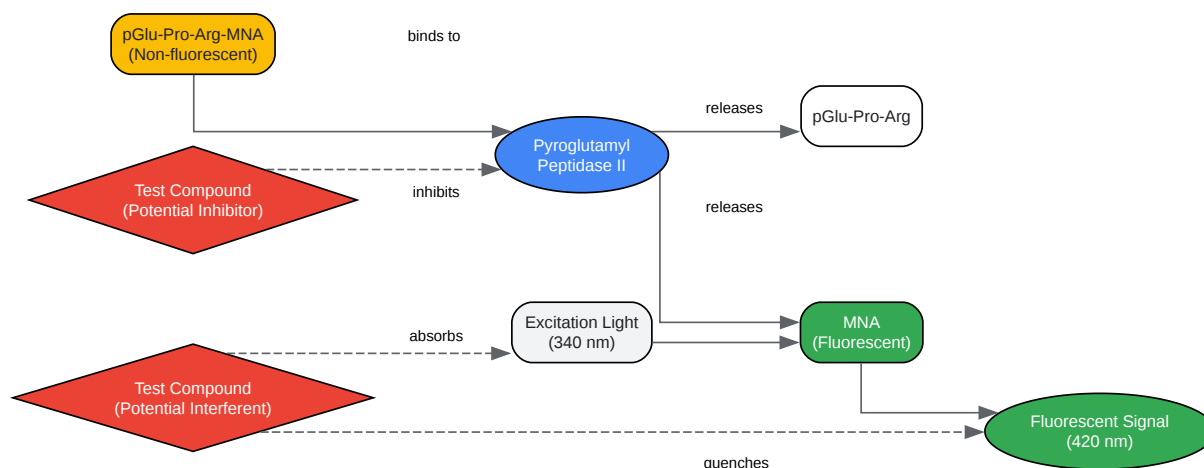 pGlu-Pro-Arg-MNA
(Non-fluorescent)
binds to
releases
pGlu-Pro-Arg
Pyroglutamyl
Peptidase II
Test Compound
(Potential Inhibitor)
inhibits
releases
Excitation Light
(340 nm)
MNA
(Fluorescent)
absorbs
Test Compound
(Potential Interferent)
Fluorescent Signal
(420 nm)
quenches